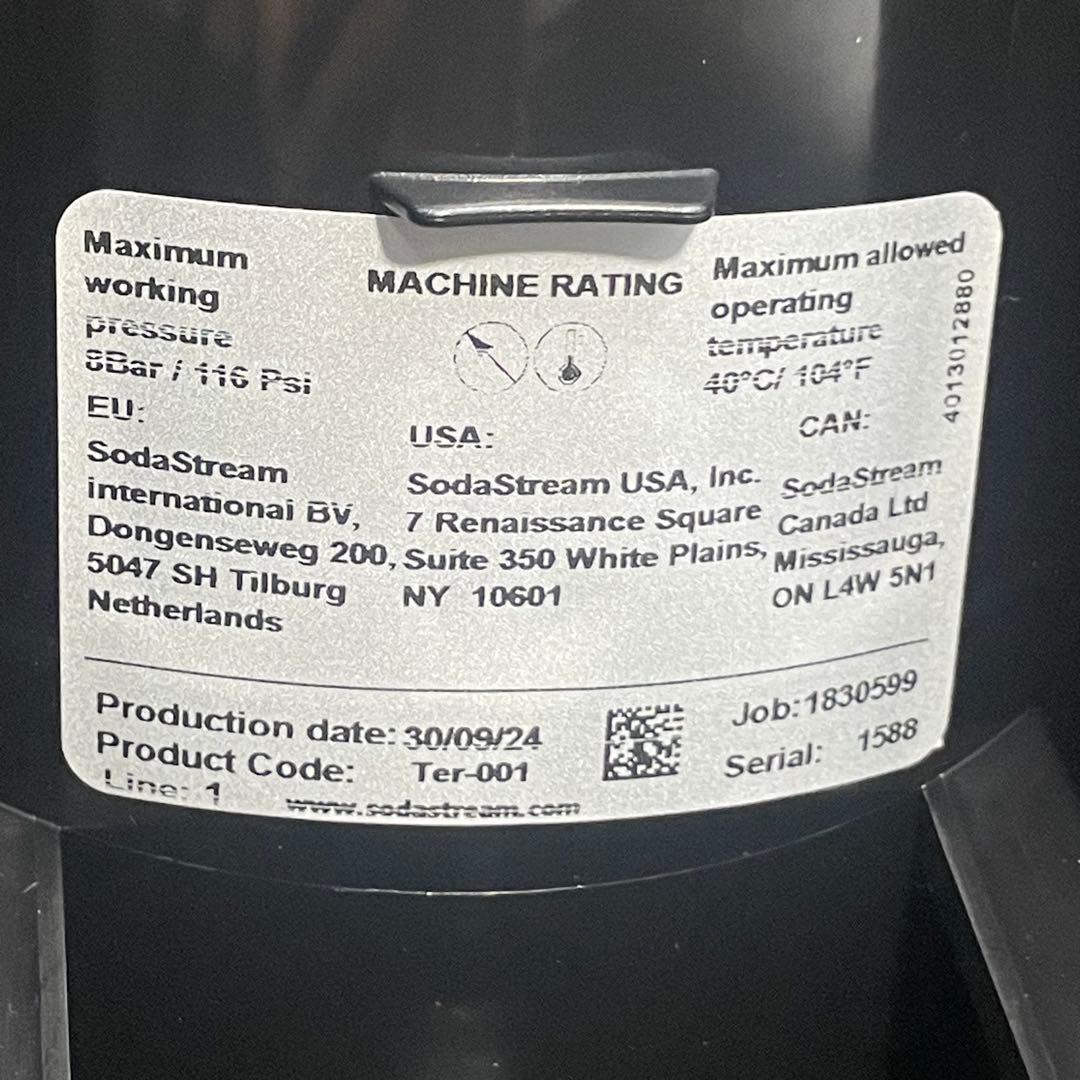 Maximum
working
pressure
8Bar / 116 Psi
MACHINE RATING
Maximum allowed
operating
temperature
40°C/ 104°F
4013012880
EU:
SodaStream
International BV,
Dongenseweg 200,
5047 SH Tilburg
Netherlands
USA:
SodaStream USA, Inc.
7 Renaissance Square
Suite 350 White Plains,
NY 10601
CAN:
SodaStream
Canada Ltd
Mississauga,
ON L4W 5N1
Production date: 30/09/24
Product Code: Ter-001
Line: 1
www.sodastream.com
Job:1830599
Serial: 1588